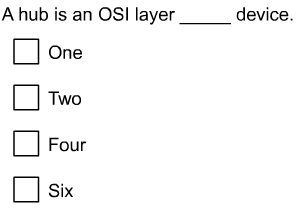 A hub is an OSI layer _____ device.
One
Two
Four
Six